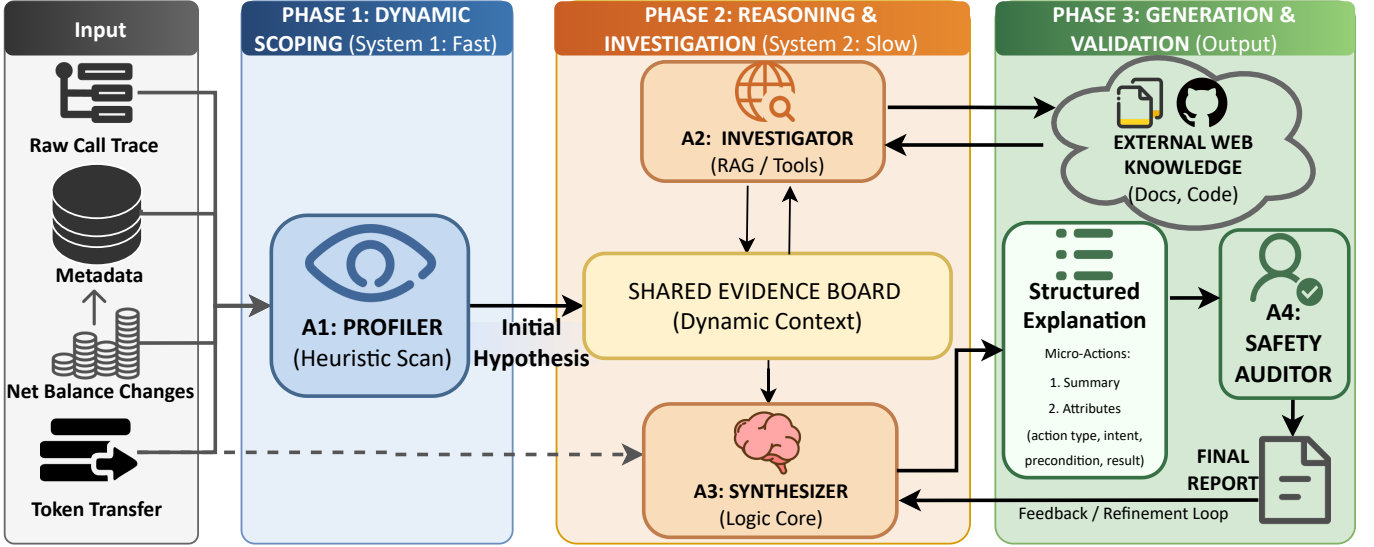 Input
Raw Call Trace
Metadata
Net Balance Changes
Token Transfer
PHASE 1: DYNAMIC
SCOPING (System 1: Fast)
A1: PROFILER
(Heuristic Scan)
Initial
Hypothesis
PHASE 2: REASONING &
INVESTIGATION (System 2: Slow)
A2: INVESTIGATOR
(RAG / Tools)
SHARED EVIDENCE BOARD
(Dynamic Context)
A3: SYNTHESIZER
(Logic Core)
PHASE 3: GENERATION &
VALIDATION (Output)
EXTERNAL WEB
KNOWLEDGE
(Docs, Code)
Structured
Explanation
Micro-Actions:
1. Summary
2. Attributes
(action type, intent,
precondition, result)
A4:
SAFETY
AUDITOR
FINAL
REPORT
Feedback / Refinement Loop